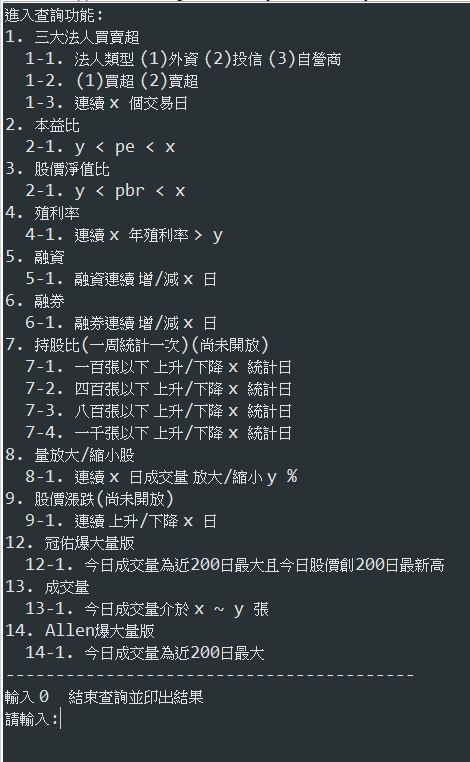 進入查詢功能:
1. 三大法人買賣超
1-1. 法人類型 (1)外資 (2)投信 (3)自營商
1-2. (1)買超 (2)賣超
1-3. 連續 x 個交易日
2. 本益比
2-1. y < pe < x
3. 股價淨值比
2-1. y < pbr < x
4. 殖利率
4-1. 連續 x 年殖利率 > y
5. 融資
5-1. 融資連續 增/減 x 日
6. 融券
6-1. 融券連續 增/減 x 日
7. 持股比(一周統計一次)(尚未開放)
7-1. 一百張以下 上升/下降 x 統計日
7-2. 四百張以下 上升/下降 x 統計日
7-3. 八百張以下 上升/下降 x 統計日
7-4. 一千張以下 上升/下降 x 統計日
8. 量放大/縮小股
8-1. 連續 x 日成交量 放大/縮小 y %
9. 股價漲跌(尚未開放)
9-1. 連續 上升/下降 x 日
12. 冠佑爆大量版
12-1. 今日成交量為近200日最大且今日股價創200日最新高
13. 成交量
13-1. 今日成交量介於 x ~ y 張
14. Allen爆大量版
14-1. 今日成交量為近200日最大
-----------------------------------------
輸入 0 結束查詢並印出結果
請輸入: